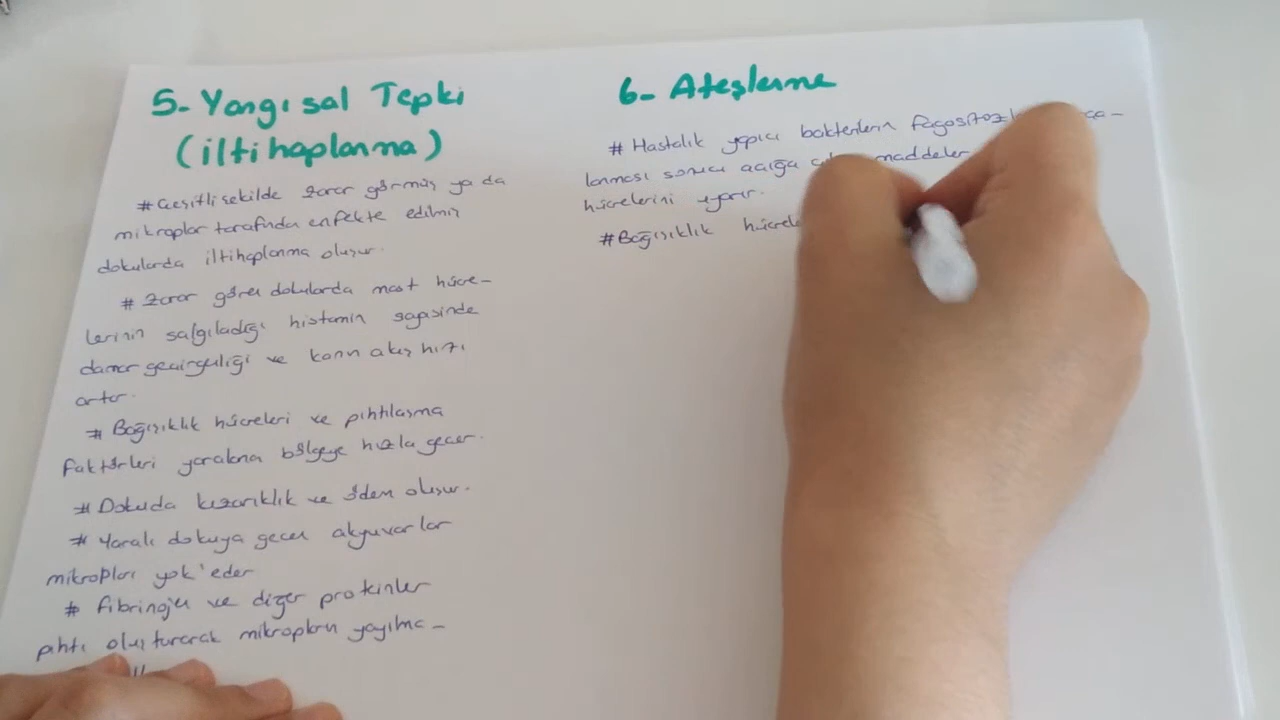 5- Yangısal Tepki
(iltihaplanma)
# Çeşitli şekilde zarar görmüş ya da
mikroplar tarafından enfekte edilmiş
dokularda iltihaplanma oluşur.
# Zarar gören dokularda mast hücre-
lerinin salgıladığı histamin sayesinde
damar geçirgenliği ve kanın akış hızı
artar.
# Bağışıklık hücreleri ve pıhtılaşma
faktörleri yaralanan bölgeye hızla geçer.
# Dokuda kızarıklık ve ödem oluşur.
# Yaralı dokuya geçen akyuvarlar
mikropları yok eder
# Fibrinojen ve diğer proteinler
pıhtı oluşturarak mikropların yayılma-
6- Ateşlenme
# Hastalık yapıcı bakterilerin fagositozla
lanması sonucu açığa maddeler
hücrelerini uyarır.
# Bağışıklık